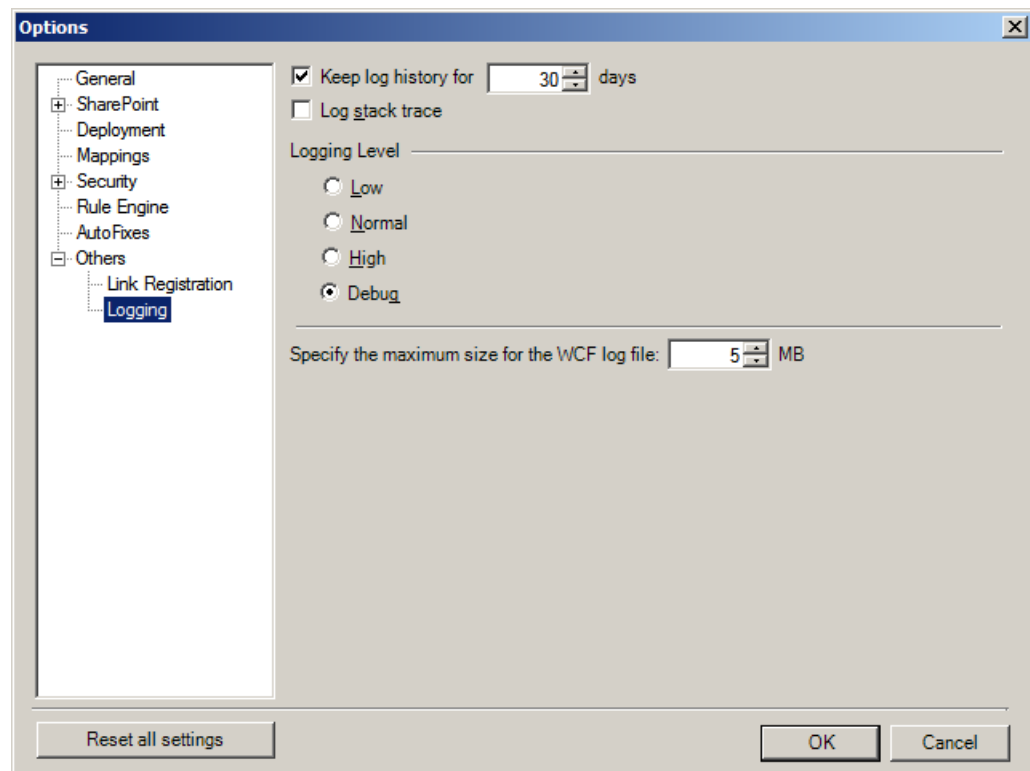 Options
General
SharePoint
Deployment
Mappings
Security
Rule Engine
AutoFixes
Others
Link Registration
Logging
Keep log history for 30 days
Log stack trace
Logging Level
Low
Normal
High
Debug
Specify the maximum size for the WCF log file: 5 MB
Reset all settings
OK
Cancel